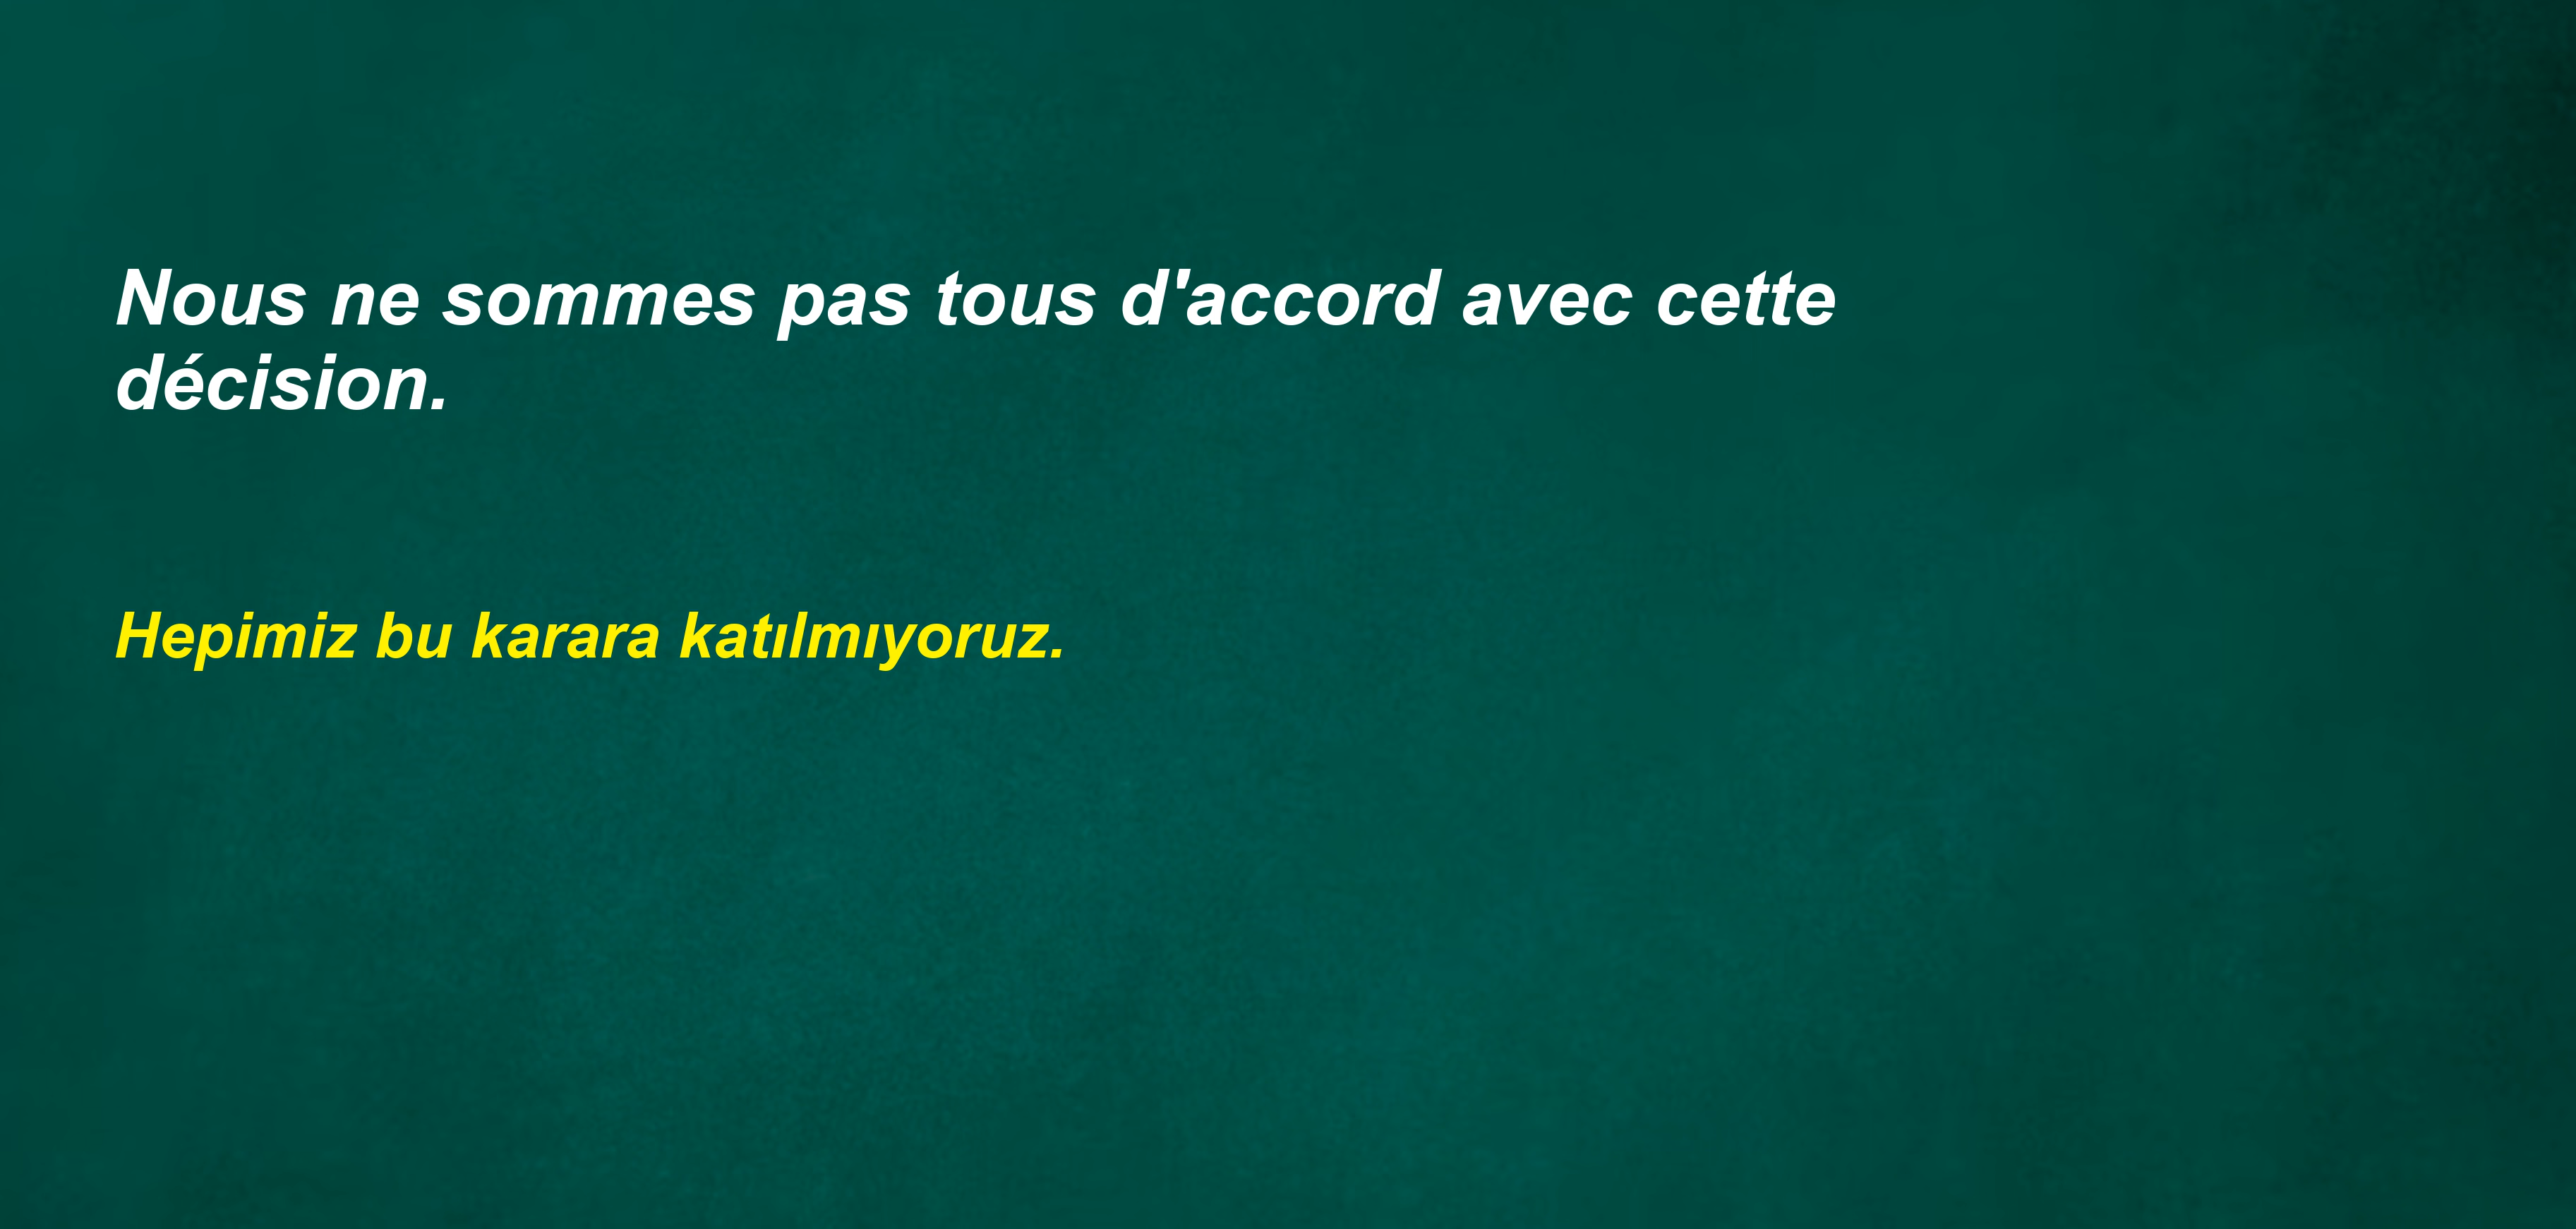 Nous ne sommes pas tous d'accord avec cette
décision.
Hepimiz bu karara katılmıyoruz.